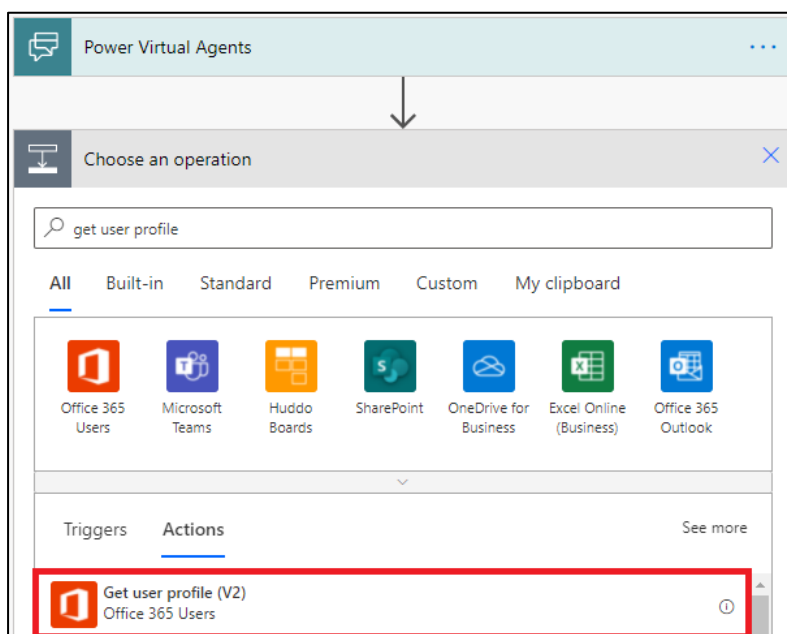 Power Virtual Agents
Choose an operation
get user profile
All Built-in Standard Premium Custom My clipboard
Office 365 Microsoft Huddo SharePoint OneDrive for Excel Online Office 365
Users Teams Boards Business (Business) Outlook
Triggers Actions See more
Get user profile (V2)
Office 365 Users